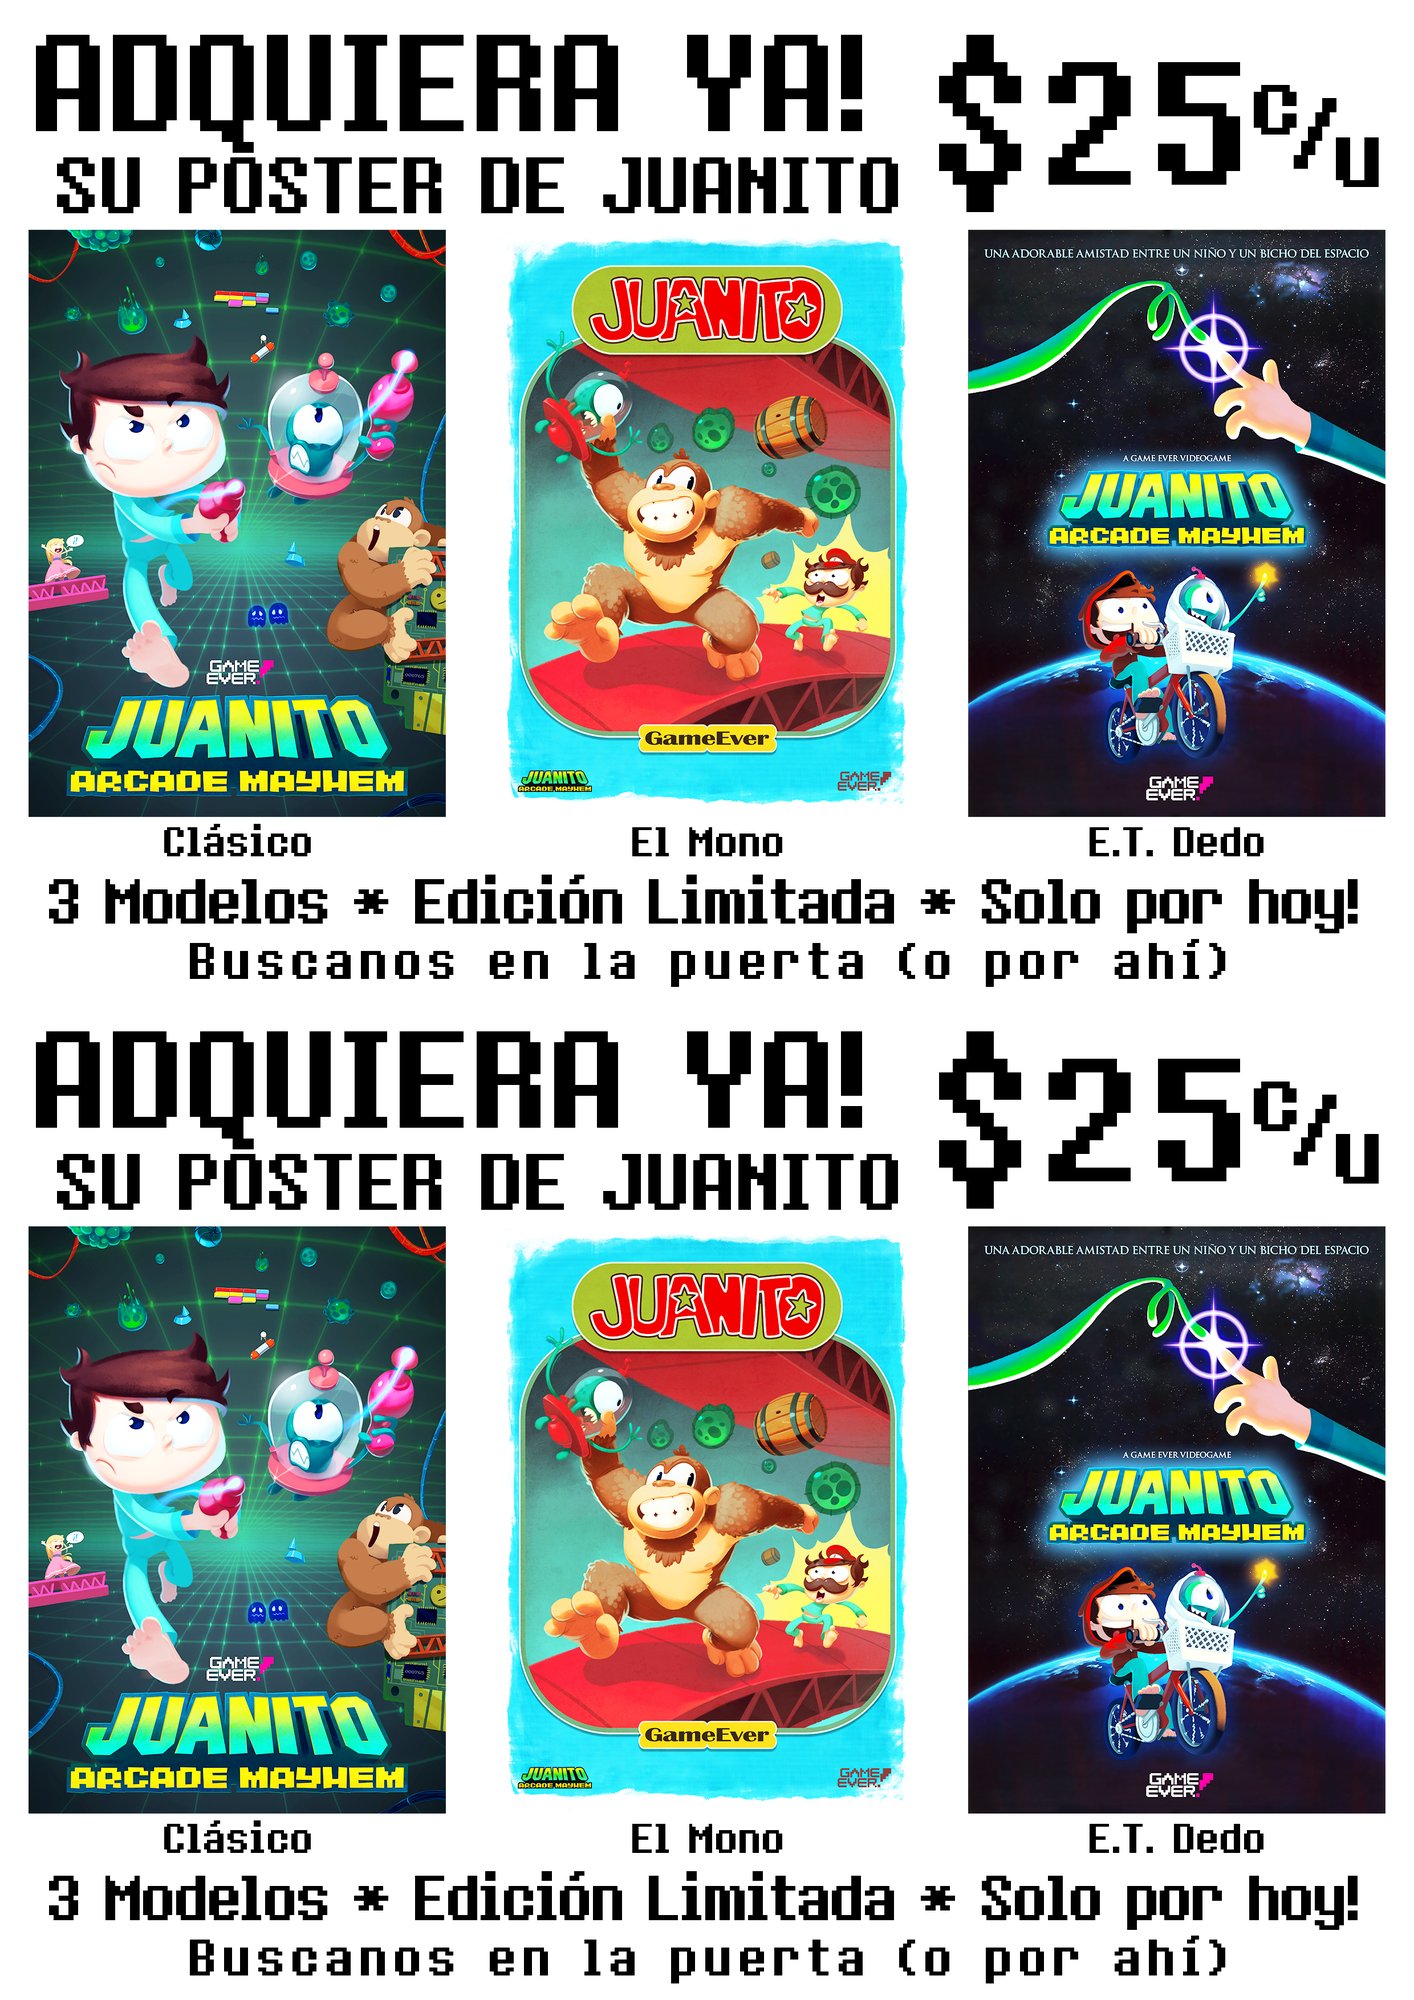 ADQUIERA YA!
SU PÓSTER DE JUANITO
$25 c/u
GAME
EVER!
JUANITO
ARCADE MAYHEM
JUANITO
GameEver
JUANITO
ARCADE MAYHEM
GAME
EVER!
UNA ADORABLE AMISTAD ENTRE UN NIÑO Y UN BICHO DEL ESPACIO
A GAME EVER VIDEOGAME
JUANITO
ARCADE MAYHEM
GAME
EVER!
Clásico
El Mono
E.T. Dedo
3 Modelos * Edición Limitada * Solo por hoy!
Buscanos en la puerta (o por ahí)
ADQUIERA YA!
SU PÓSTER DE JUANITO
$25 c/u
GAME
EVER!
JUANITO
ARCADE MAYHEM
JUANITO
GameEver
JUANITO
ARCADE MAYHEM
GAME
EVER!
UNA ADORABLE AMISTAD ENTRE UN NIÑO Y UN BICHO DEL ESPACIO
A GAME EVER VIDEOGAME
JUANITO
ARCADE MAYHEM
GAME
EVER!
Clásico
El Mono
E.T. Dedo
3 Modelos * Edición Limitada * Solo por hoy!
Buscanos en la puerta (o por ahí)